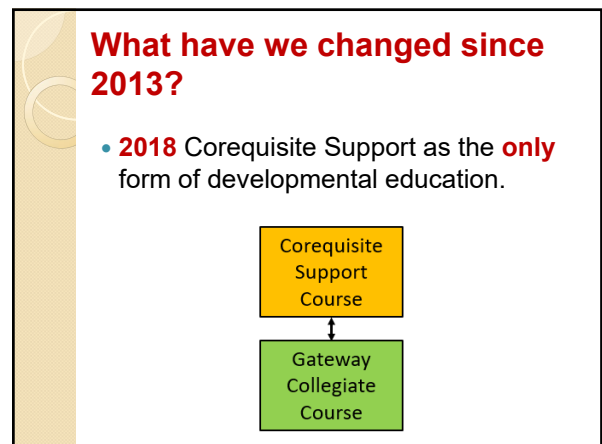 What have we changed since
2013?
• 2018 Corequisite Support as the only
form of developmental education.
Corequisite
Support
Course
Gateway
Collegiate
Course